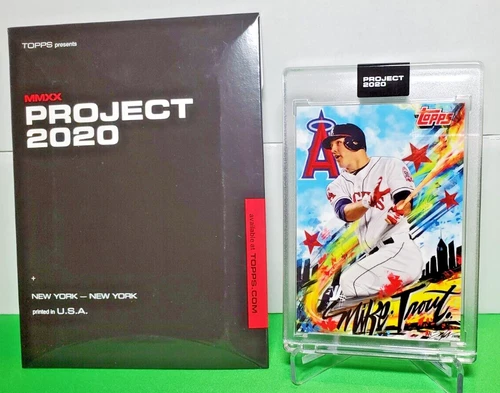 TOPPS presents
MMXX
PROJECT
2020
available at TOPPS.COM
NEW YORK – NEW YORK
printed in U.S.A.
PROJECT
2020
Topps
A
Mike Trout.